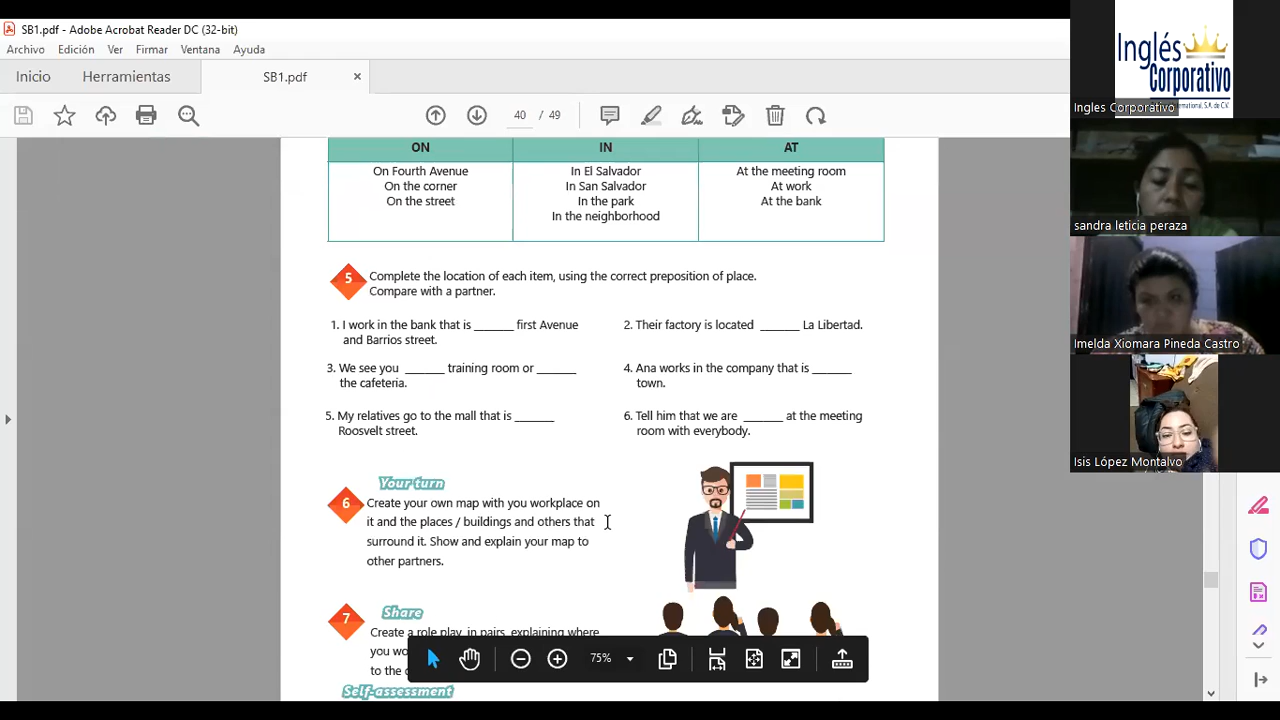 SB1.pdf - Adobe Acrobat Reader DC (32-bit)
Archivo Edición Ver Firmar Ventana Ayuda
Inicio Herramientas SB1.pdf ×
40 / 49
ON IN AT
On Fourth Avenue In El Salvador At the meeting room
On the corner In San Salvador At work
On the street In the park At the bank
In the neighborhood
5 Complete the location of each item, using the correct preposition of place.
Compare with a partner.
1. I work in the bank that is _______ first Avenue 2. Their factory is located _______ La Libertad.
and Barrios street.
3. We see you _______ training room or _______ 4. Ana works in the company that is _______
the cafeteria. town.
5. My relatives go to the mall that is _______ 6. Tell him that we are _______ at the meeting
Roosvelt street. room with everybody.
Your turn
6 Create your own map with you workplace on
it and the places / buildings and others that
surround it. Show and explain your map to
other partners.
Share
7 Create a role play, in pairs, explaining where
you wo
to the c
Self-assessment
75%
Inglés
Corporativo
International, S.A. de C.V.
Ingles Corporativo
sandra leticia peraza
Imelda Xiomara Pineda Castro
Isis López Montalvo